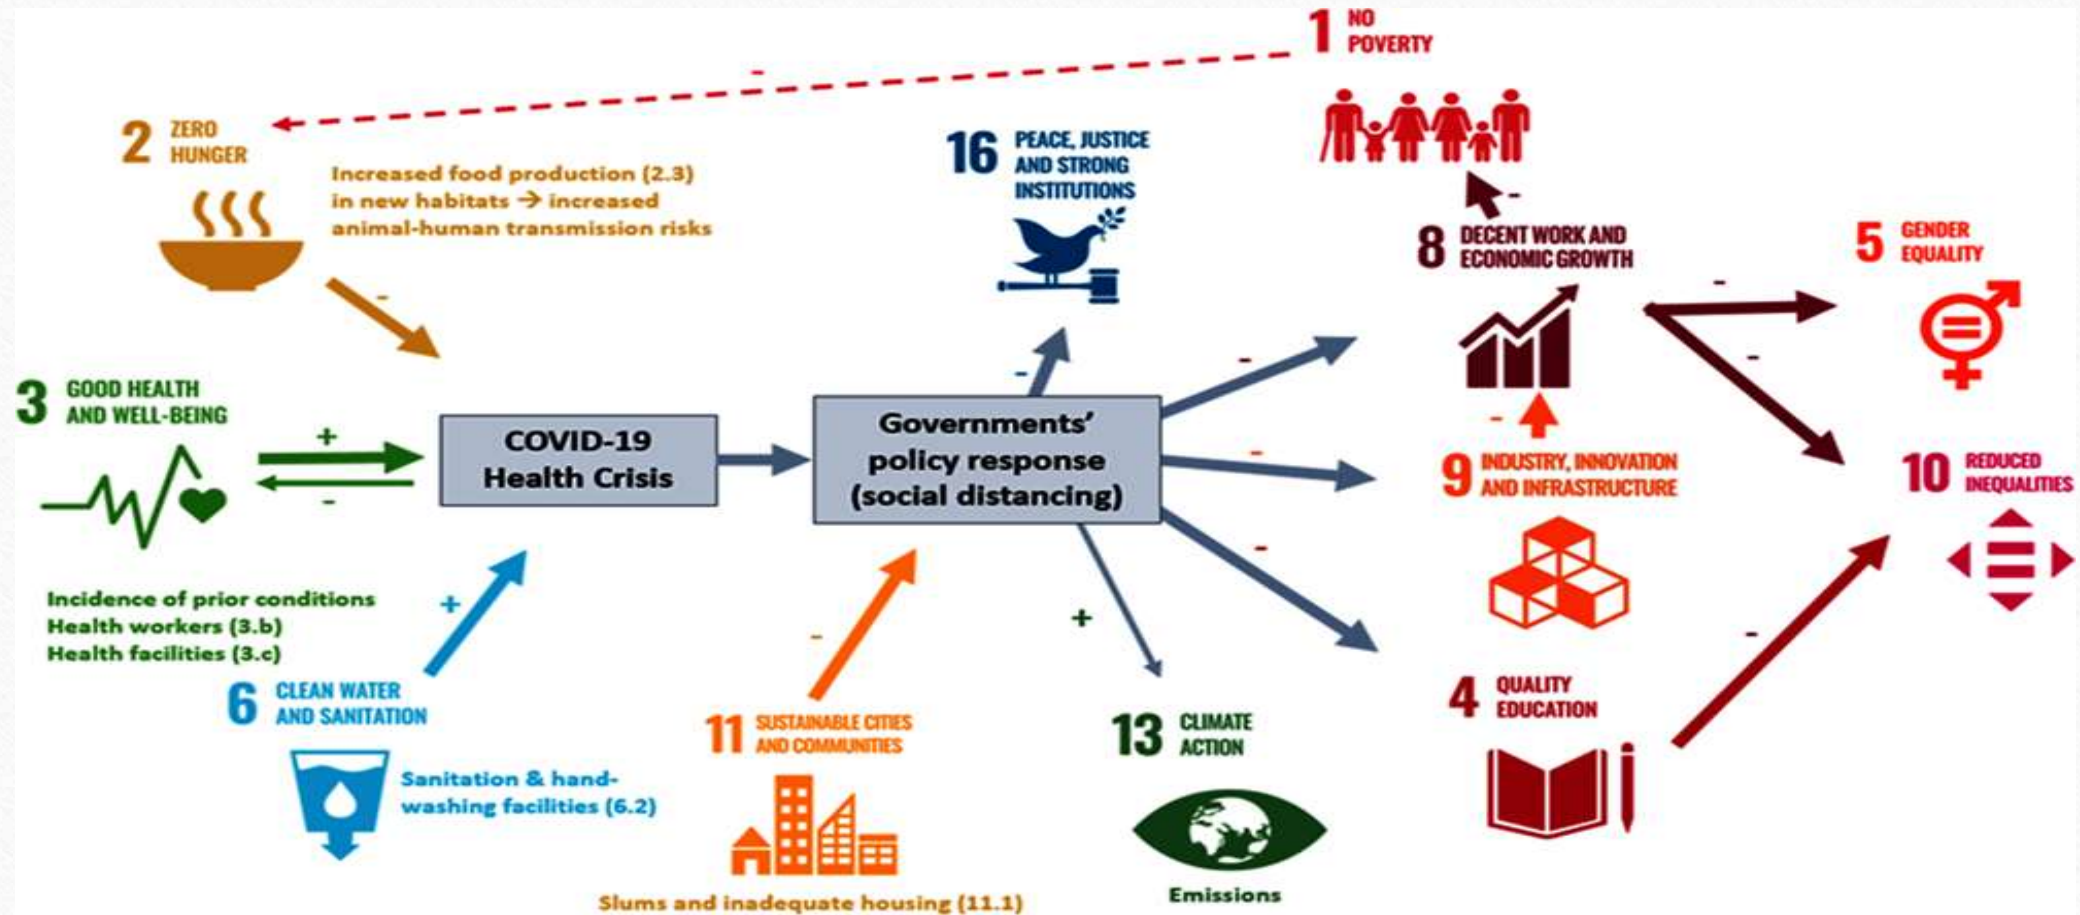 1 NO
POVERTY
-
2 ZERO
HUNGER
Increased food production (2.3)
in new habitats → increased
animal-human transmission risks
-
16 PEACE, JUSTICE
AND STRONG
INSTITUTIONS
-
-
8 DECENT WORK AND
ECONOMIC GROWTH
-
5 GENDER
EQUALITY
-
-
3 GOOD HEALTH
AND WELL-BEING
+
-
COVID-19
Health Crisis
Governments’
policy response
(social distancing)
-
-
-
-
9 INDUSTRY, INNOVATION
AND INFRASTRUCTURE
10 REDUCED
INEQUALITIES
Incidence of prior conditions
Health workers (3.b)
Health facilities (3.c)
+
6 CLEAN WATER
AND SANITATION
Sanitation & hand-
washing facilities (6.2)
-
11 SUSTAINABLE CITIES
AND COMMUNITIES
Slums and inadequate housing (11.1)
+
13 CLIMATE
ACTION
Emissions
4 QUALITY
EDUCATION
-